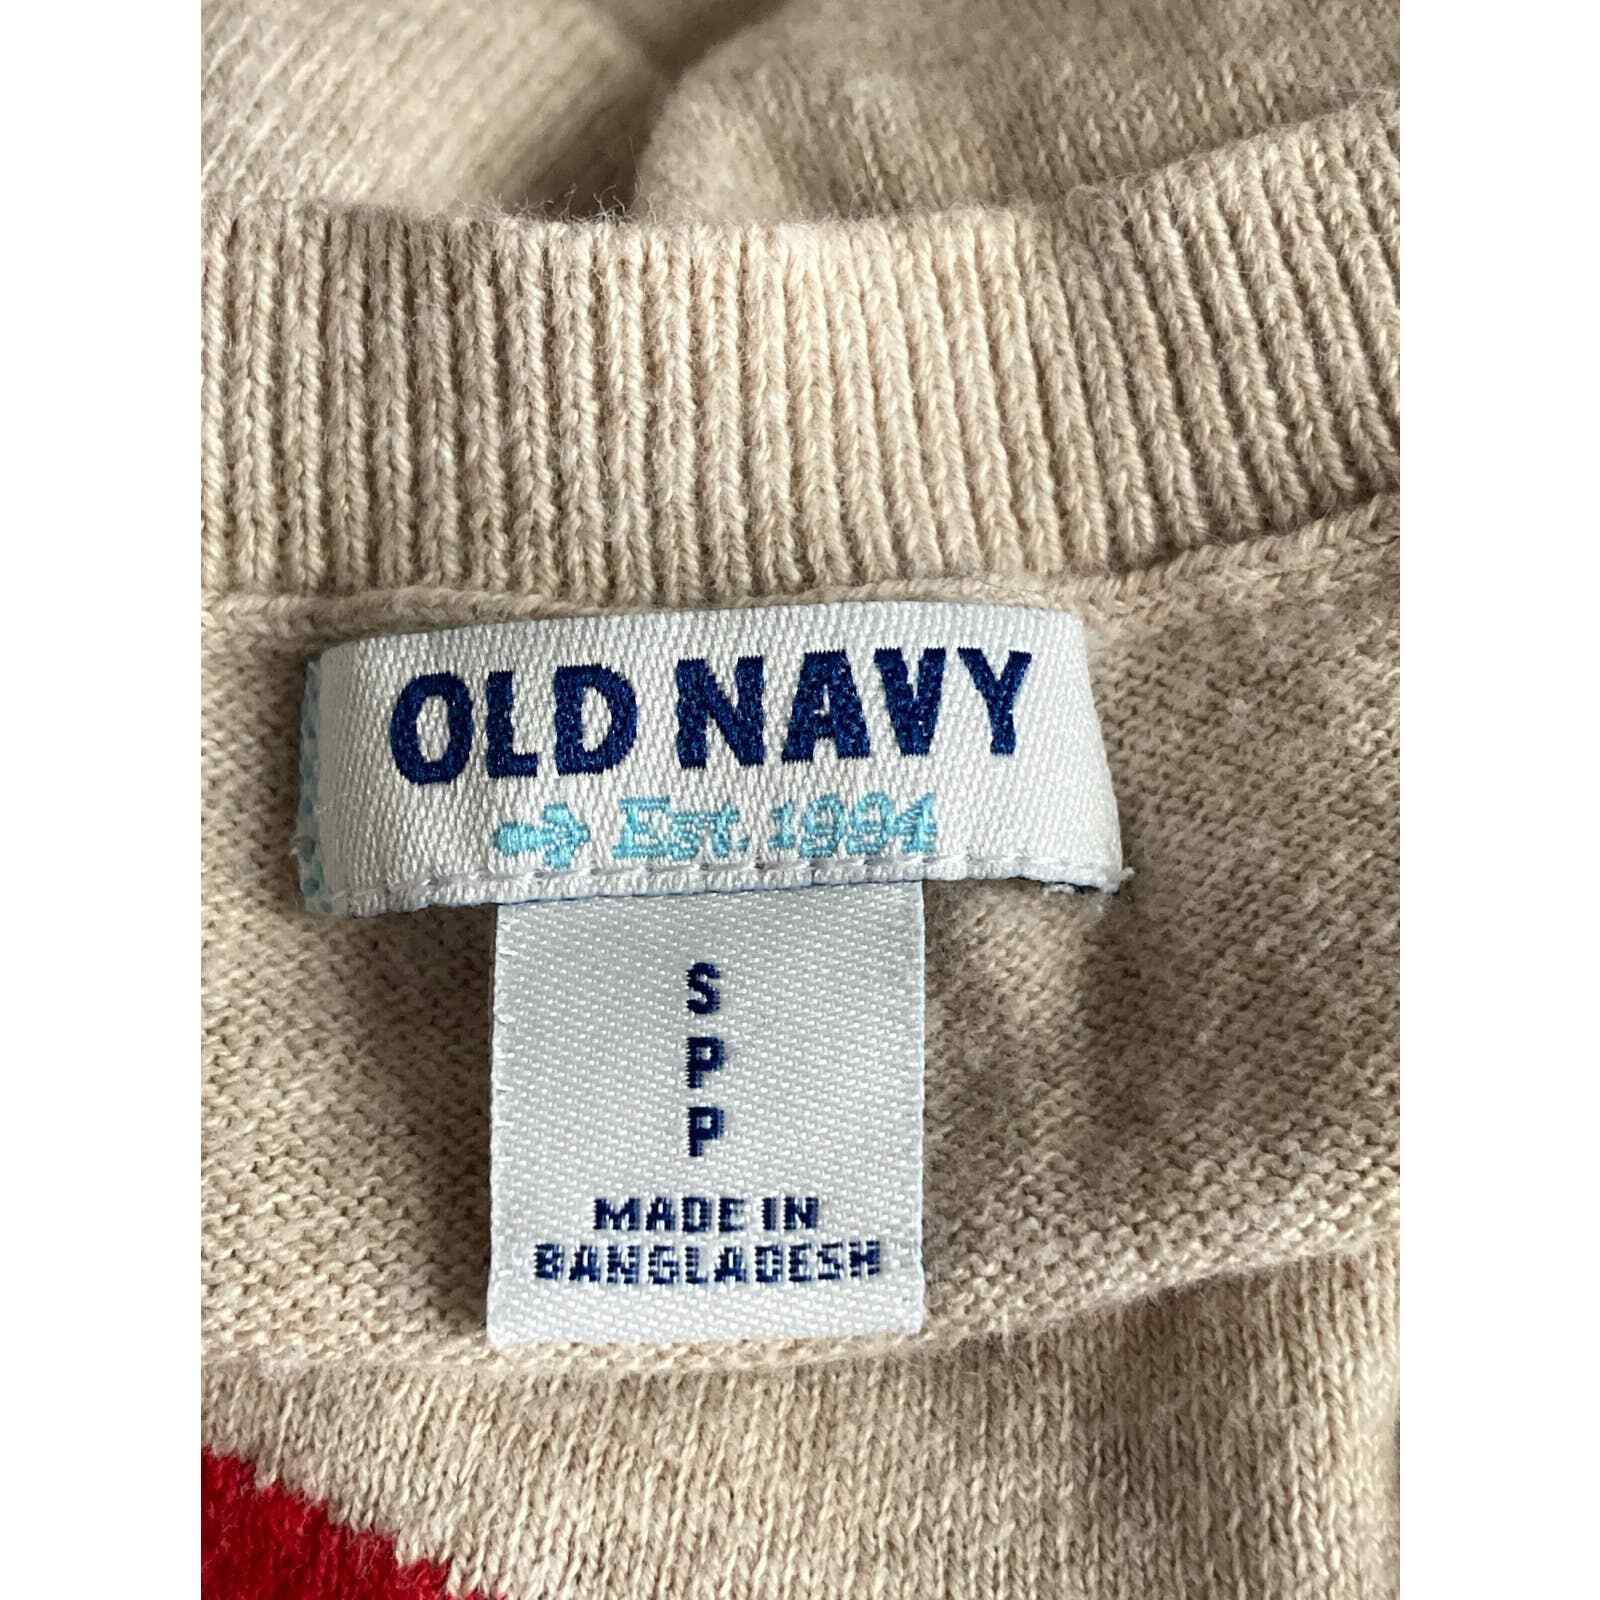 OLD NAVY
Est. 1994
S
P
P
MADE IN
BANGLADESH